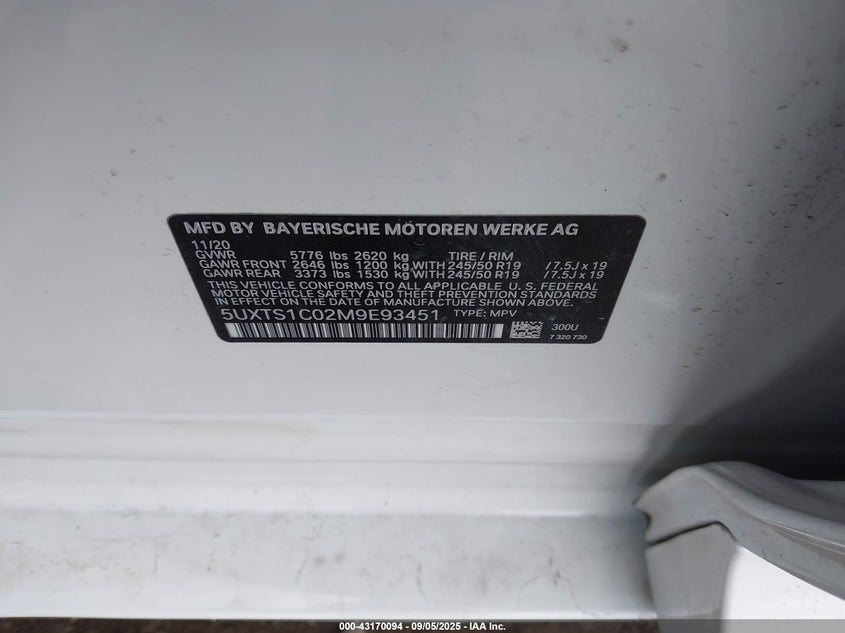 MFD BY BAYERISCHE MOTOREN WERKE AG
11/20
GVWR 5776 lbs 2620 kg TIRE / RIM
GAWR FRONT 2646 lbs 1200 kg WITH 245/50 R19 /7.5J x 19
GAWR REAR 3373 lbs 1530 kg WITH 245/50 R19 /7.5J x 19
THIS VEHICLE CONFORMS TO ALL APPLICABLE U. S. FEDERAL
MOTOR VEHICLE SAFETY, BUMPER, AND THEFT PREVENTION
STANDARDS IN EFFECT ON THE DATE OF MANUFACTURE SHOWN ABOVE.
5UXTS1C02M9E93451 TYPE: MPV
300U
7 320 730
000-43170094 - 09/05/2025 - IAA Inc.